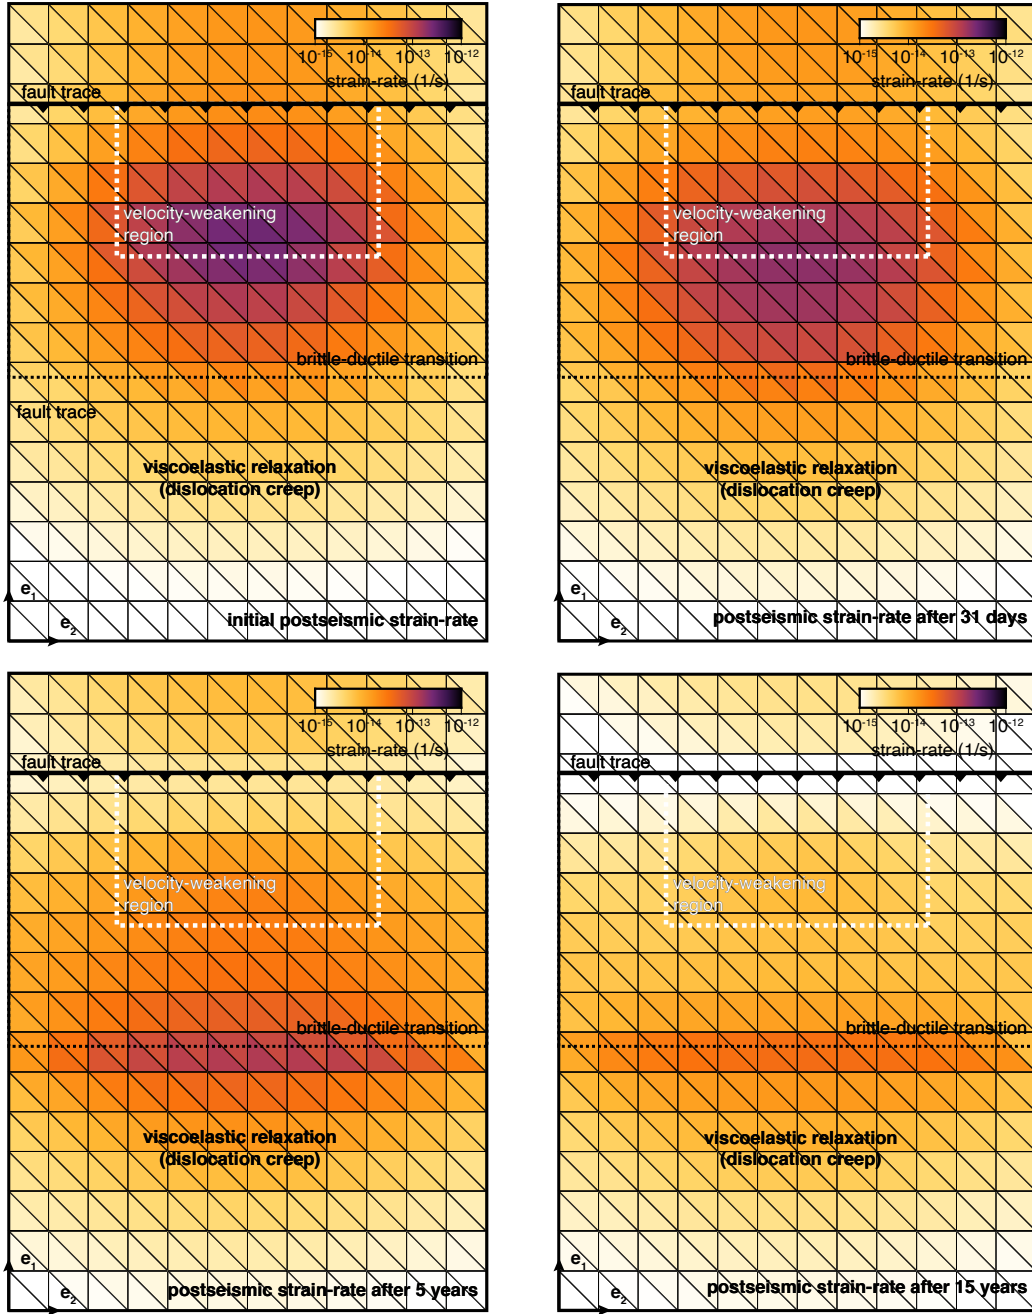 10⁻¹⁵ 10⁻¹⁴ 10⁻¹³ 10⁻¹²
strain-rate (1/s)
fault trace
velocity-weakening
region
brittle-ductile transition
fault trace
viscoelastic relaxation
(dislocation creep)
e₁
e₂
initial postseismic strain-rate
10⁻¹⁵ 10⁻¹⁴ 10⁻¹³ 10⁻¹²
strain-rate (1/s)
fault trace
velocity-weakening
region
brittle-ductile transition
viscoelastic relaxation
(dislocation creep)
e₁
e₂
postseismic strain-rate after 31 days
10⁻¹⁵ 10⁻¹⁴ 10⁻¹³ 10⁻¹²
strain-rate (1/s)
fault trace
velocity-weakening
region
brittle-ductile transition
viscoelastic relaxation
(dislocation creep)
e₁
e₂
postseismic strain-rate after 5 years
10⁻¹⁵ 10⁻¹⁴ 10⁻¹³ 10⁻¹²
strain-rate (1/s)
fault trace
velocity-weakening
region
brittle-ductile transition
viscoelastic relaxation
(dislocation creep)
e₁
e₂
postseismic strain-rate after 15 years